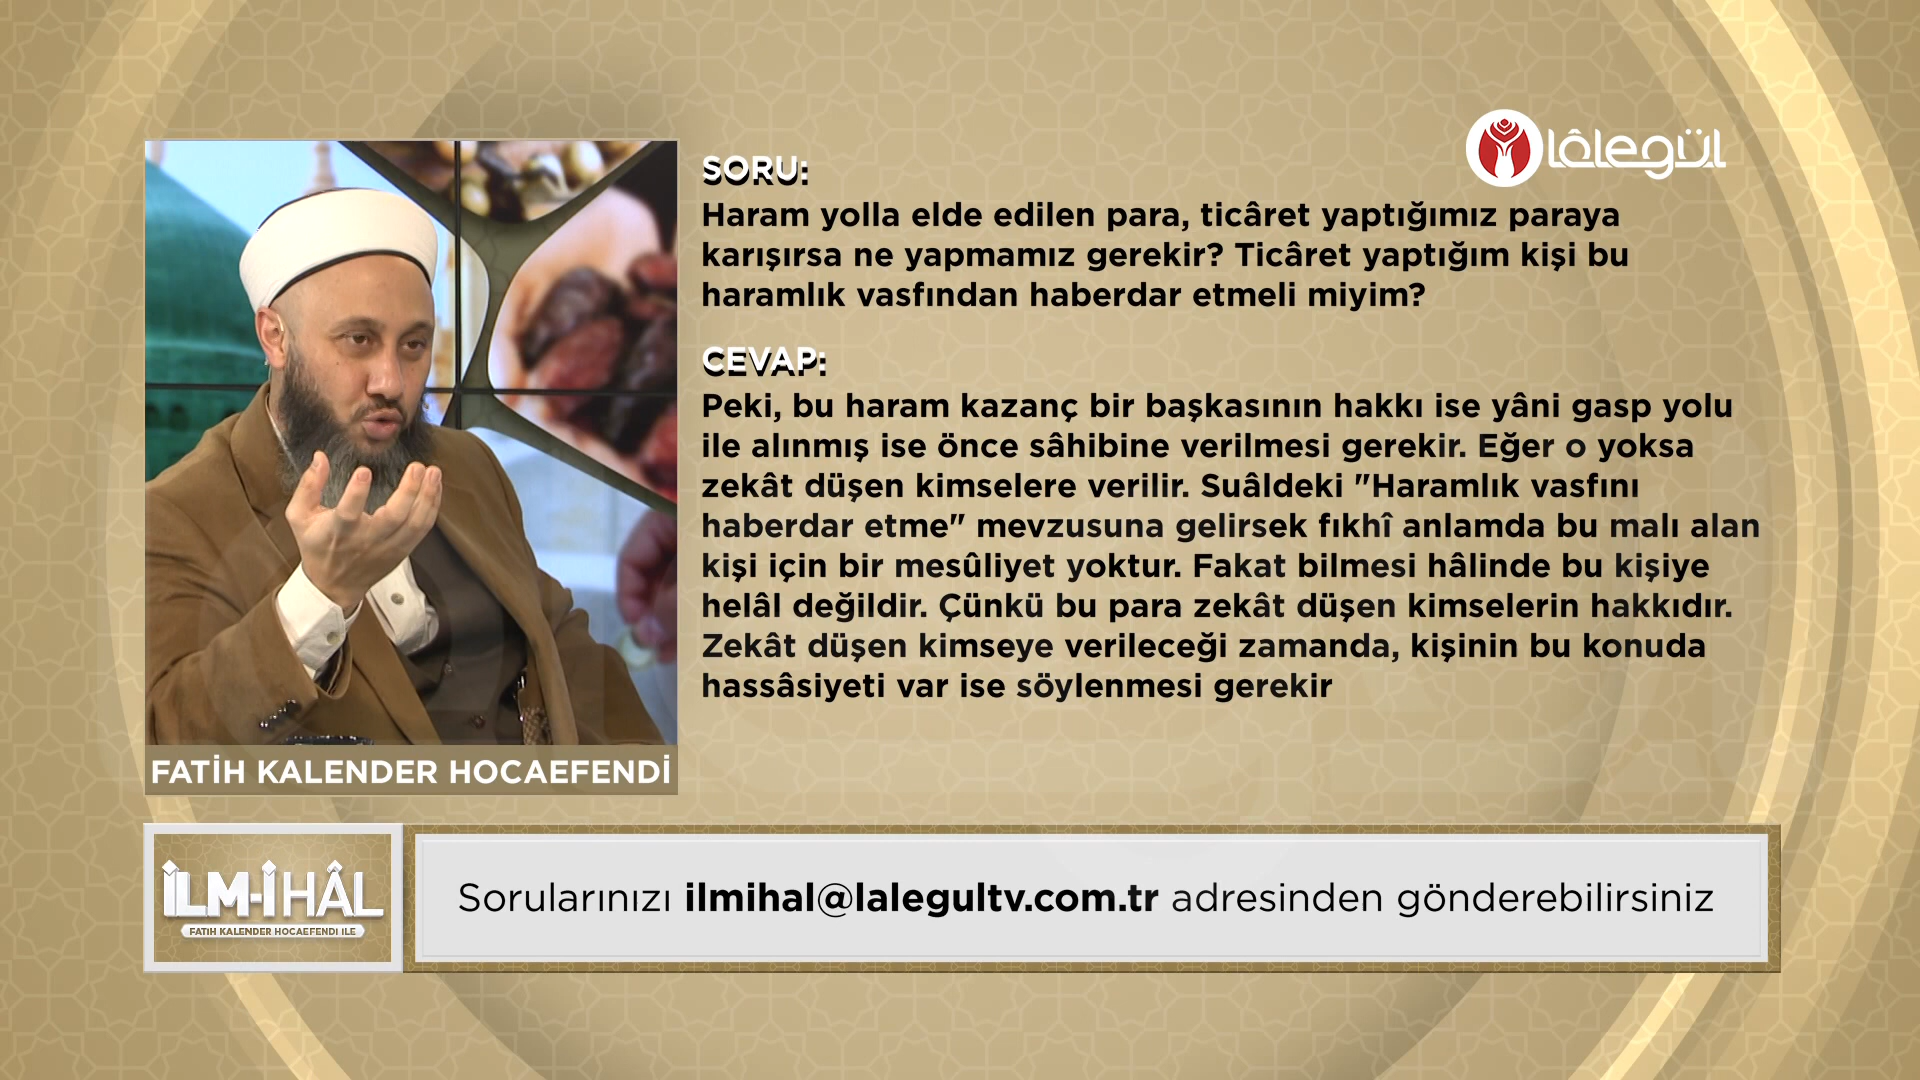 lâlegül
SORU:
Haram yolla elde edilen para, ticâret yaptığımız paraya
karışırsa ne yapmamız gerekir? Ticâret yaptığım kişi bu
haramlık vasfından haberdar etmeli miyim?
CEVAP:
Peki, bu haram kazanç bir başkasının hakkı ise yâni gasp yolu
ile alınmış ise önce sâhibine verilmesi gerekir. Eğer o yoksa
zekât düşen kimselere verilir. Suâldeki "Haramlık vasfını
haberdar etme" mevzusuna gelirsek fıkhî anlamda bu malı alan
kişi için bir mesûliyet yoktur. Fakat bilmesi hâlinde bu kişiye
helâl değildir. Çünkü bu para zekât düşen kimselerin hakkıdır.
Zekât düşen kimseye verileceği zamanda, kişinin bu konuda
hassâsiyeti var ise söylenmesi gerekir
FATİH KALENDER HOCAEFENDİ
İLM-İ HÂL
FATIH KALENDER HOCAEFENDI ILE
Sorularınızı ilmihal@lalegultv.com.tr adresinden gönderebilirsiniz